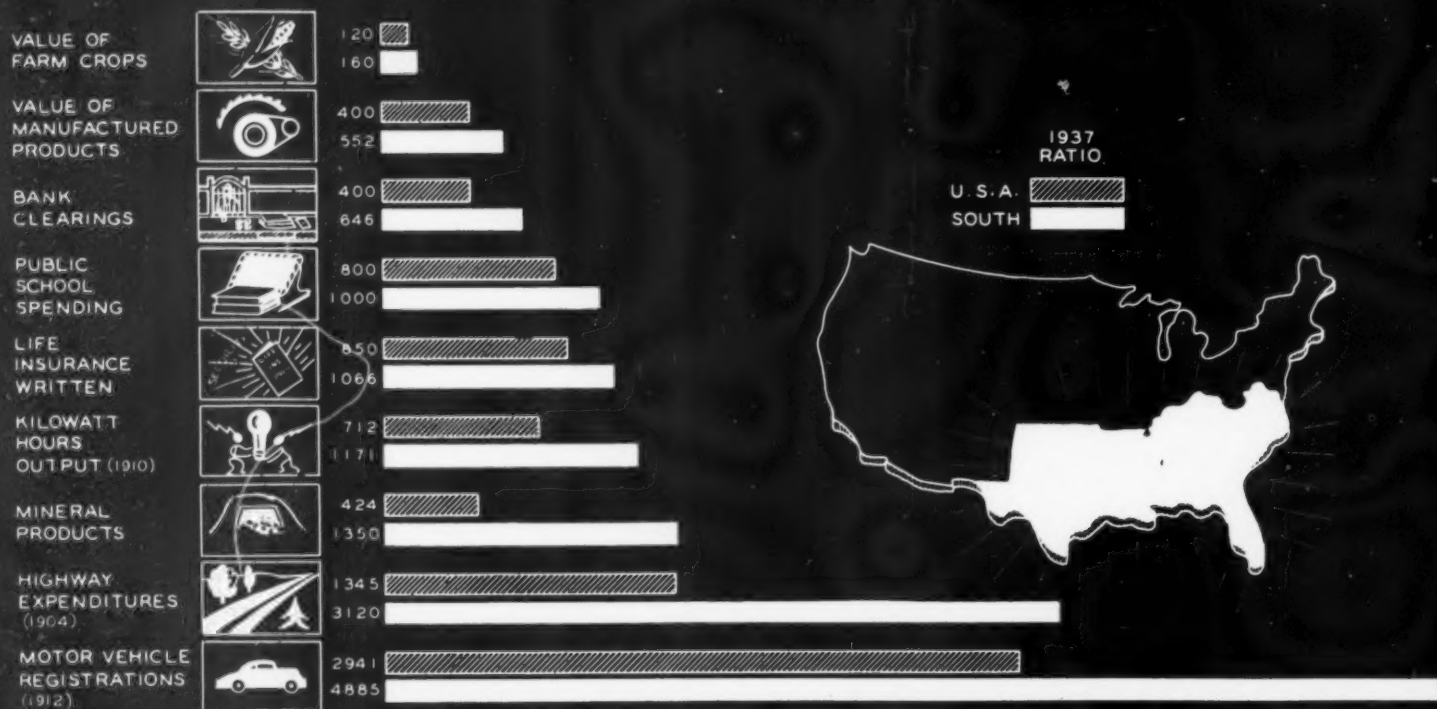 VALUE OF
FARM CROPS
120
160
VALUE OF
MANUFACTURED
PRODUCTS
400
552
BANK
CLEARINGS
400
646
PUBLIC
SCHOOL
SPENDING
800
1000
LIFE
INSURANCE
WRITTEN
850
1066
KILOWATT
HOURS
OUTPUT (1910)
712
1171
MINERAL
PRODUCTS
424
1350
HIGHWAY
EXPENDITURES
(1904)
1345
3120
MOTOR VEHICLE
REGISTRATIONS
(1912)
2941
4885
1937
RATIO
U.S.A.
SOUTH